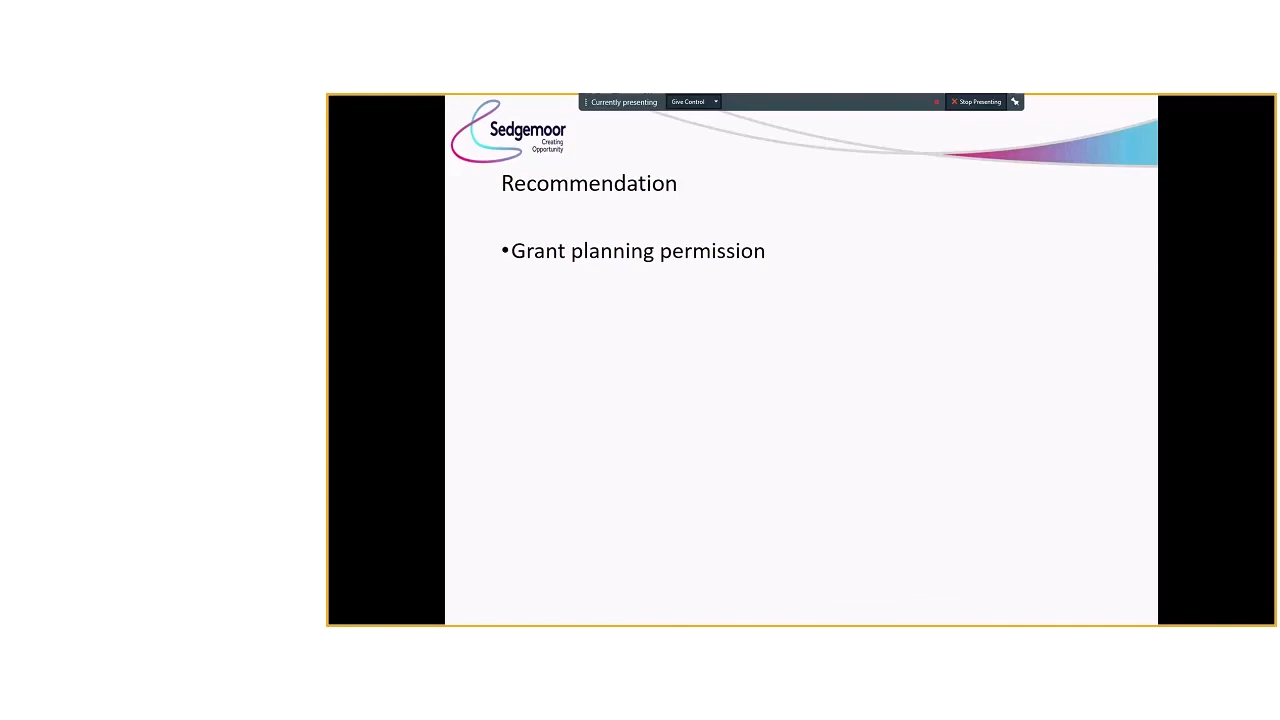 Currently presenting
Give Control
Stop Presenting
Sedgemoor
Creating
Opportunity
Recommendation
•Grant planning permission